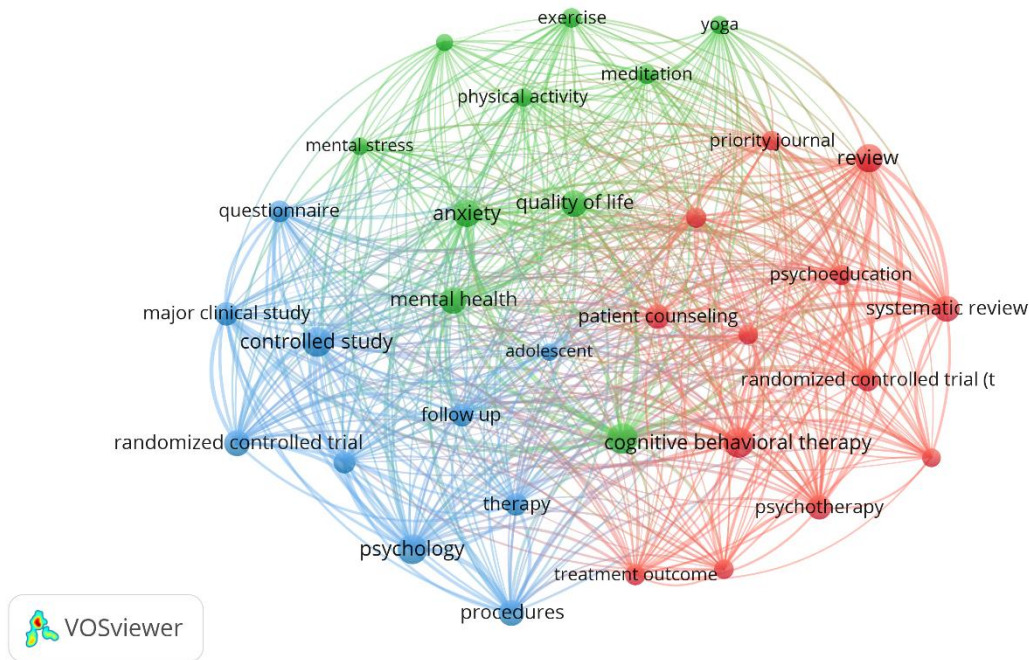 exercise
yoga
meditation
physical activity
priority journal
mental stress
review
questionnaire
anxiety
quality of life
psychoeducation
major clinical study
patient counseling
systematic review
mental health
controlled study
adolescent
randomized controlled trial (t
follow up
randomized controlled trial
cognitive behavioral therapy
therapy
psychotherapy
psychology
treatment outcome
procedures
VOSviewer